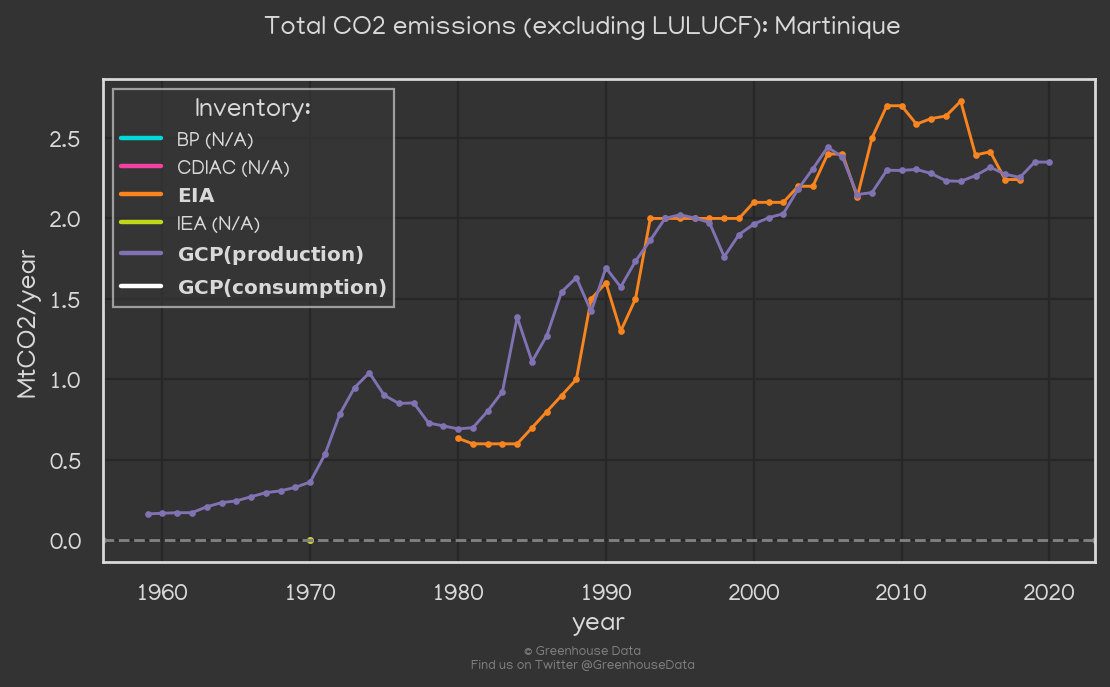 Total CO2 emissions (excluding LULUCF): Martinique
Inventory:
BP (N/A)
CDIAC (N/A)
EIA
IEA (N/A)
GCP(production)
GCP(consumption)
MtCO2/year
2.5
2.0
1.5
1.0
0.5
0.0
1960 1970 1980 1990 2000 2010 2020
year
© Greenhouse Data
Find us on Twitter @GreenhouseData